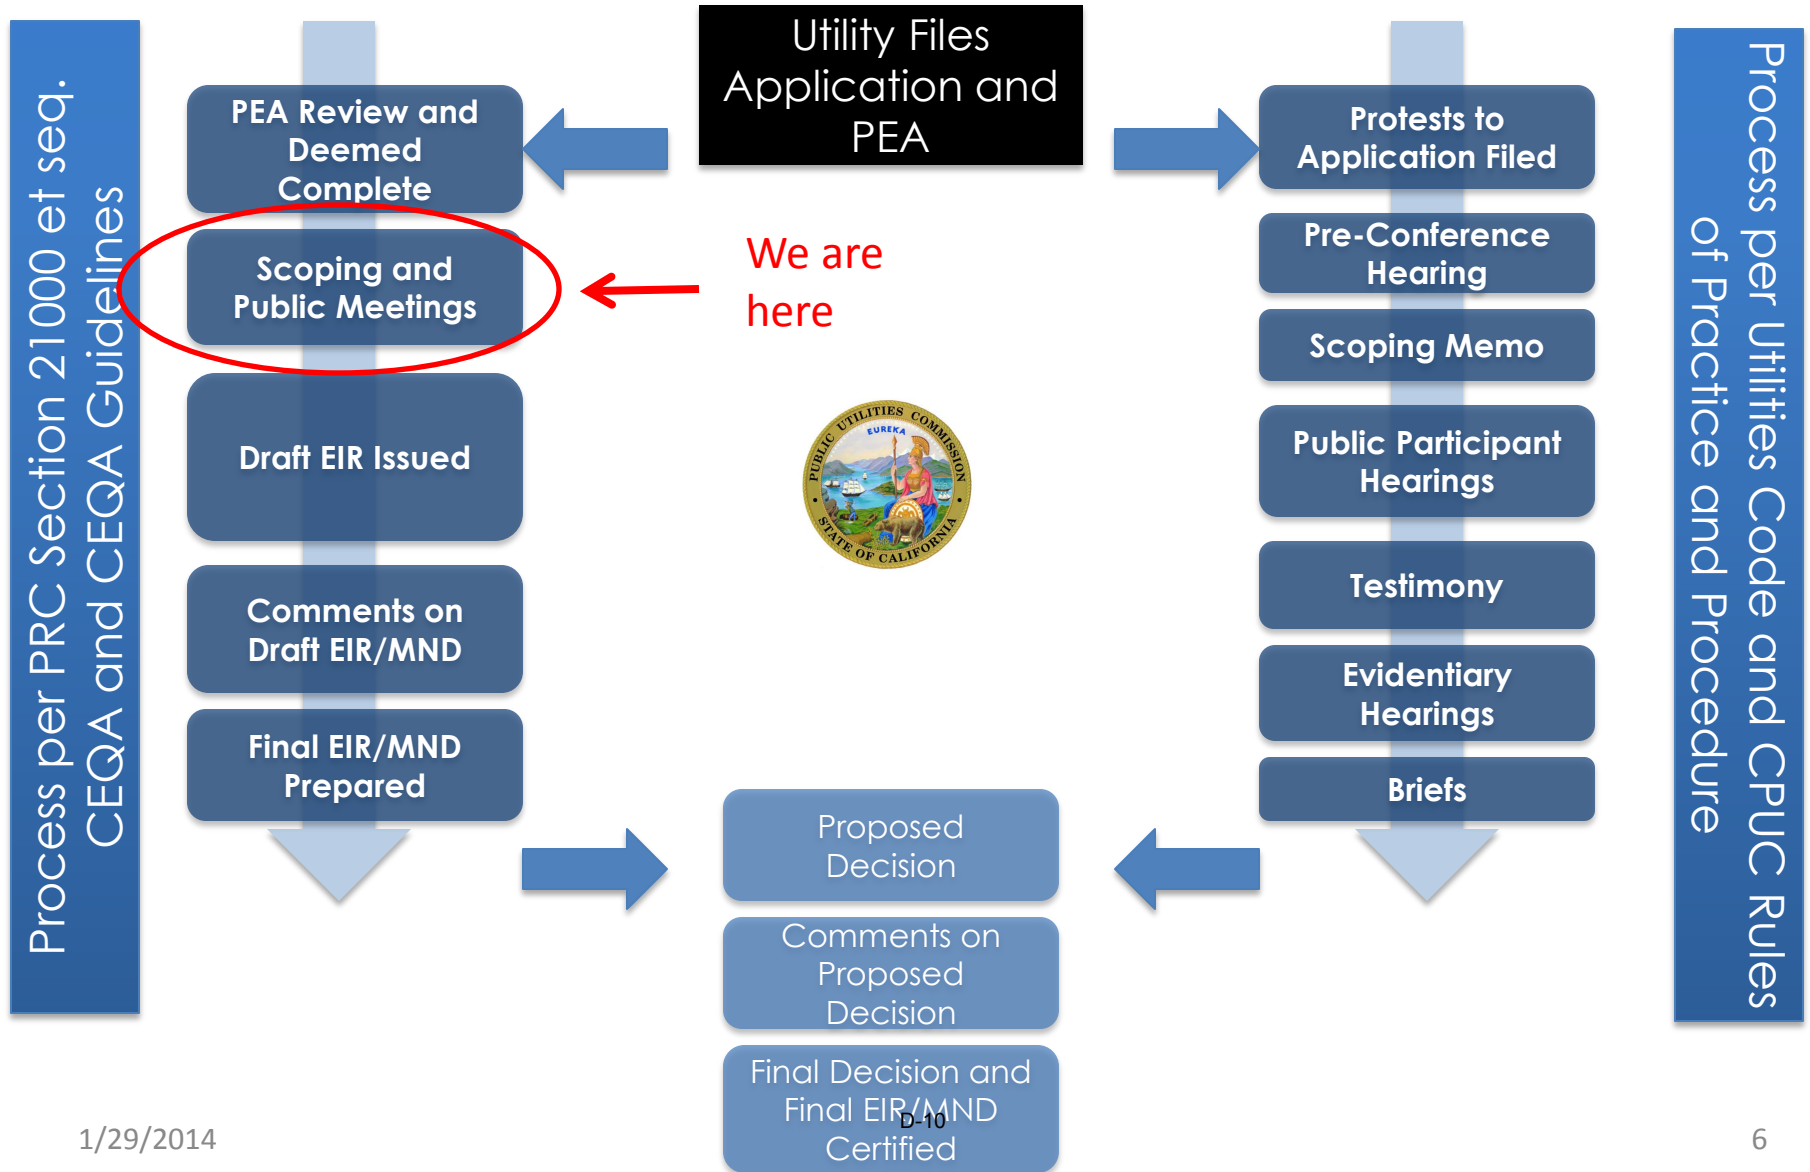 Utility Files
Application and
PEA
Process per PRC Section 21000 et seq.
CEQA and CEQA Guidelines
PEA Review and
Deemed
Complete
Scoping and
Public Meetings
We are
here
Draft EIR Issued
Comments on
Draft EIR/MND
Final EIR/MND
Prepared
PUBLIC UTILITIES COMMISSION
EUREKA
STATE OF CALIFORNIA
Protests to
Application Filed
Pre-Conference
Hearing
Scoping Memo
Public Participant
Hearings
Testimony
Evidentiary
Hearings
Briefs
Process per Utilities Code and CPUC Rules
of Practice and Procedure
Proposed
Decision
Comments on
Proposed
Decision
Final Decision and
Final EIR/MND
Certified
D-10
1/29/2014
6